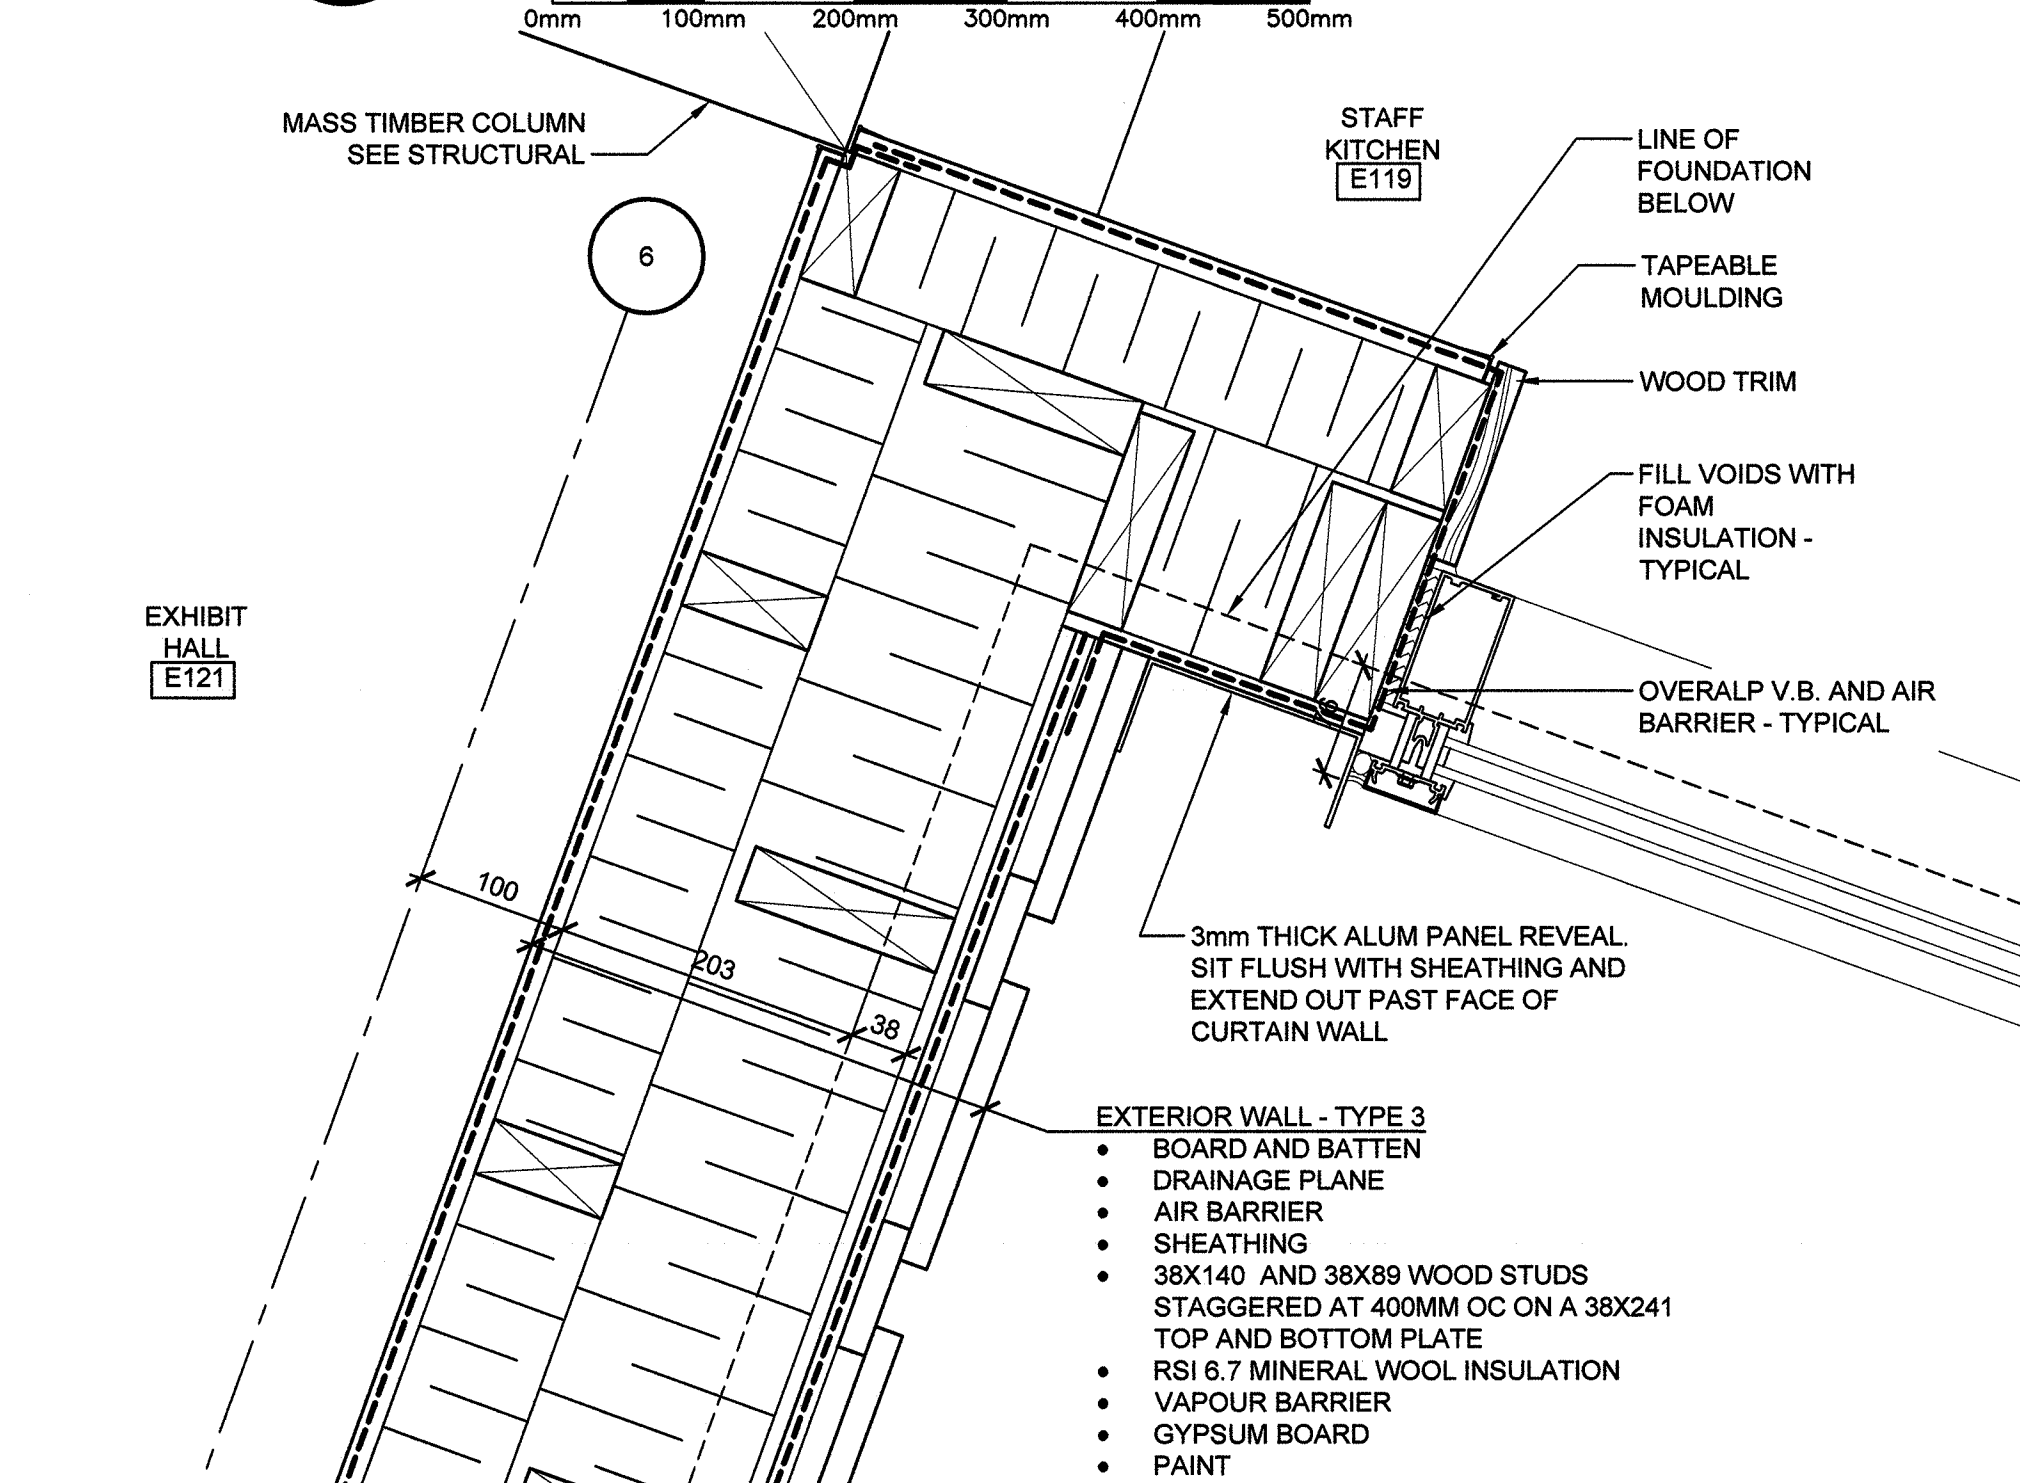 0mm 100mm 200mm 300mm 400mm 500mm
MASS TIMBER COLUMN
SEE STRUCTURAL
STAFF
KITCHEN
E119
LINE OF
FOUNDATION
BELOW
6
TAPEABLE
MOULDING
WOOD TRIM
FILL VOIDS WITH
FOAM
INSULATION -
TYPICAL
EXHIBIT
HALL
E121
OVERALP V.B. AND AIR
BARRIER - TYPICAL
100
203
38
3mm THICK ALUM PANEL REVEAL.
SIT FLUSH WITH SHEATHING AND
EXTEND OUT PAST FACE OF
CURTAIN WALL
EXTERIOR WALL - TYPE 3
• BOARD AND BATTEN
• DRAINAGE PLANE
• AIR BARRIER
• SHEATHING
• 38X140 AND 38X89 WOOD STUDS
STAGGERED AT 400MM OC ON A 38X241
TOP AND BOTTOM PLATE
• RSI 6.7 MINERAL WOOL INSULATION
• VAPOUR BARRIER
• GYPSUM BOARD
• PAINT